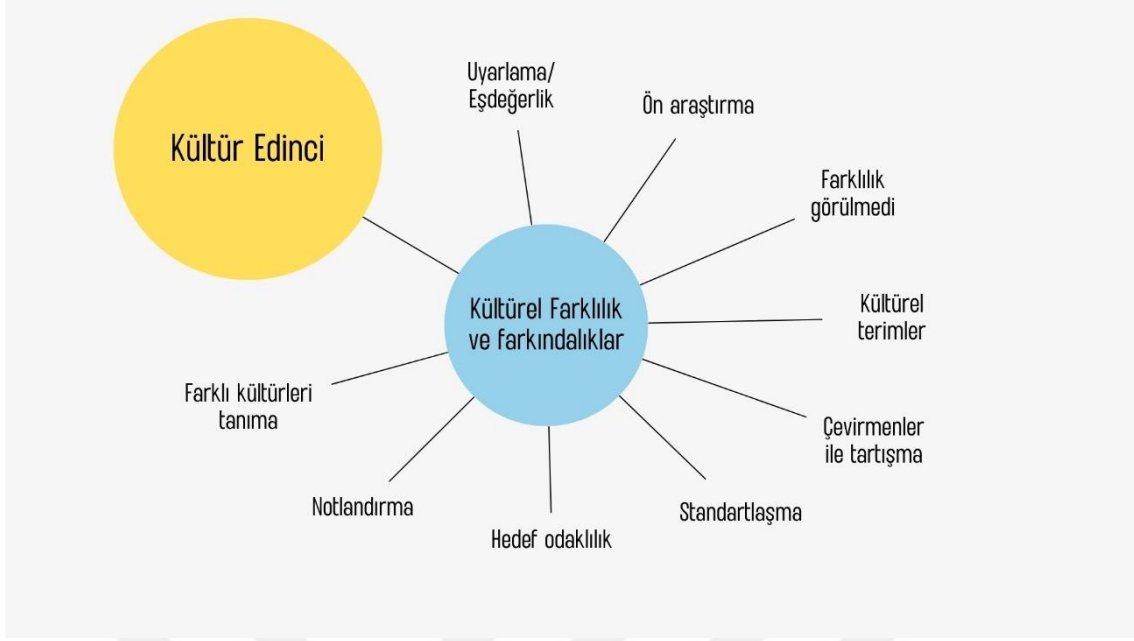 Kültür Edinci
Uyarlama/
Eşdeğerlik
Ön araştırma
Farklılık
görülmedi
Kültürel Farklılık
ve farkındalıklar
Kültürel
terimler
Farklı kültürleri
tanıma
Çevirmenler
ile tartışma
Notlandırma
Standartlaşma
Hedef odaklılık